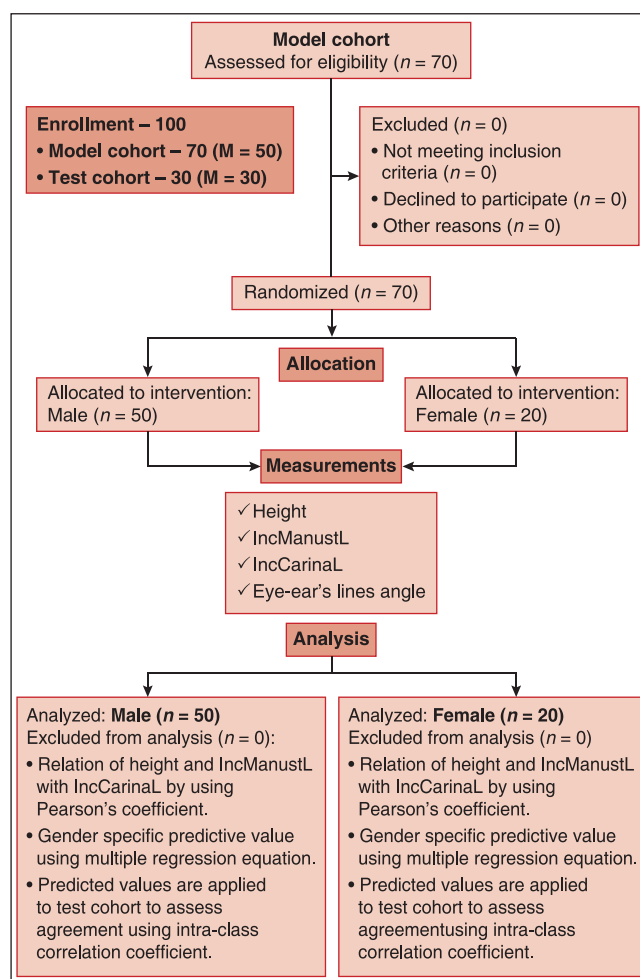 Model cohort
Assessed for eligibility (n = 70)
Enrollment – 100
• Model cohort – 70 (M = 50)
• Test cohort – 30 (M = 30)
Excluded (n = 0)
• Not meeting inclusion
criteria (n = 0)
• Declined to participate (n = 0)
• Other reasons (n = 0)
Randomized (n = 70)
Allocation
Allocated to intervention:
Male (n = 50)
Allocated to intervention:
Female (n = 20)
Measurements
✓Height
✓IncManustL
✓IncCarinaL
✓Eye-ear's lines angle
Analysis
Analyzed: Male (n = 50)
Excluded from analysis (n = 0):
• Relation of height and IncManustL
with IncCarinaL by using
Pearson's coefficient.
• Gender specific predictive value
using multiple regression equation.
• Predicted values are applied
to test cohort to assess
agreement using intra-class
correlation coefficient.
Analyzed: Female (n = 20)
Excluded from analysis (n = 0)
• Relation of height and IncManustL
with IncCarinaL by using
Pearson's coefficient.
• Gender specific predictive value
using multiple regression equation.
• Predicted values are applied
to test cohort to assess
agreementusing intra-class
correlation coefficient.